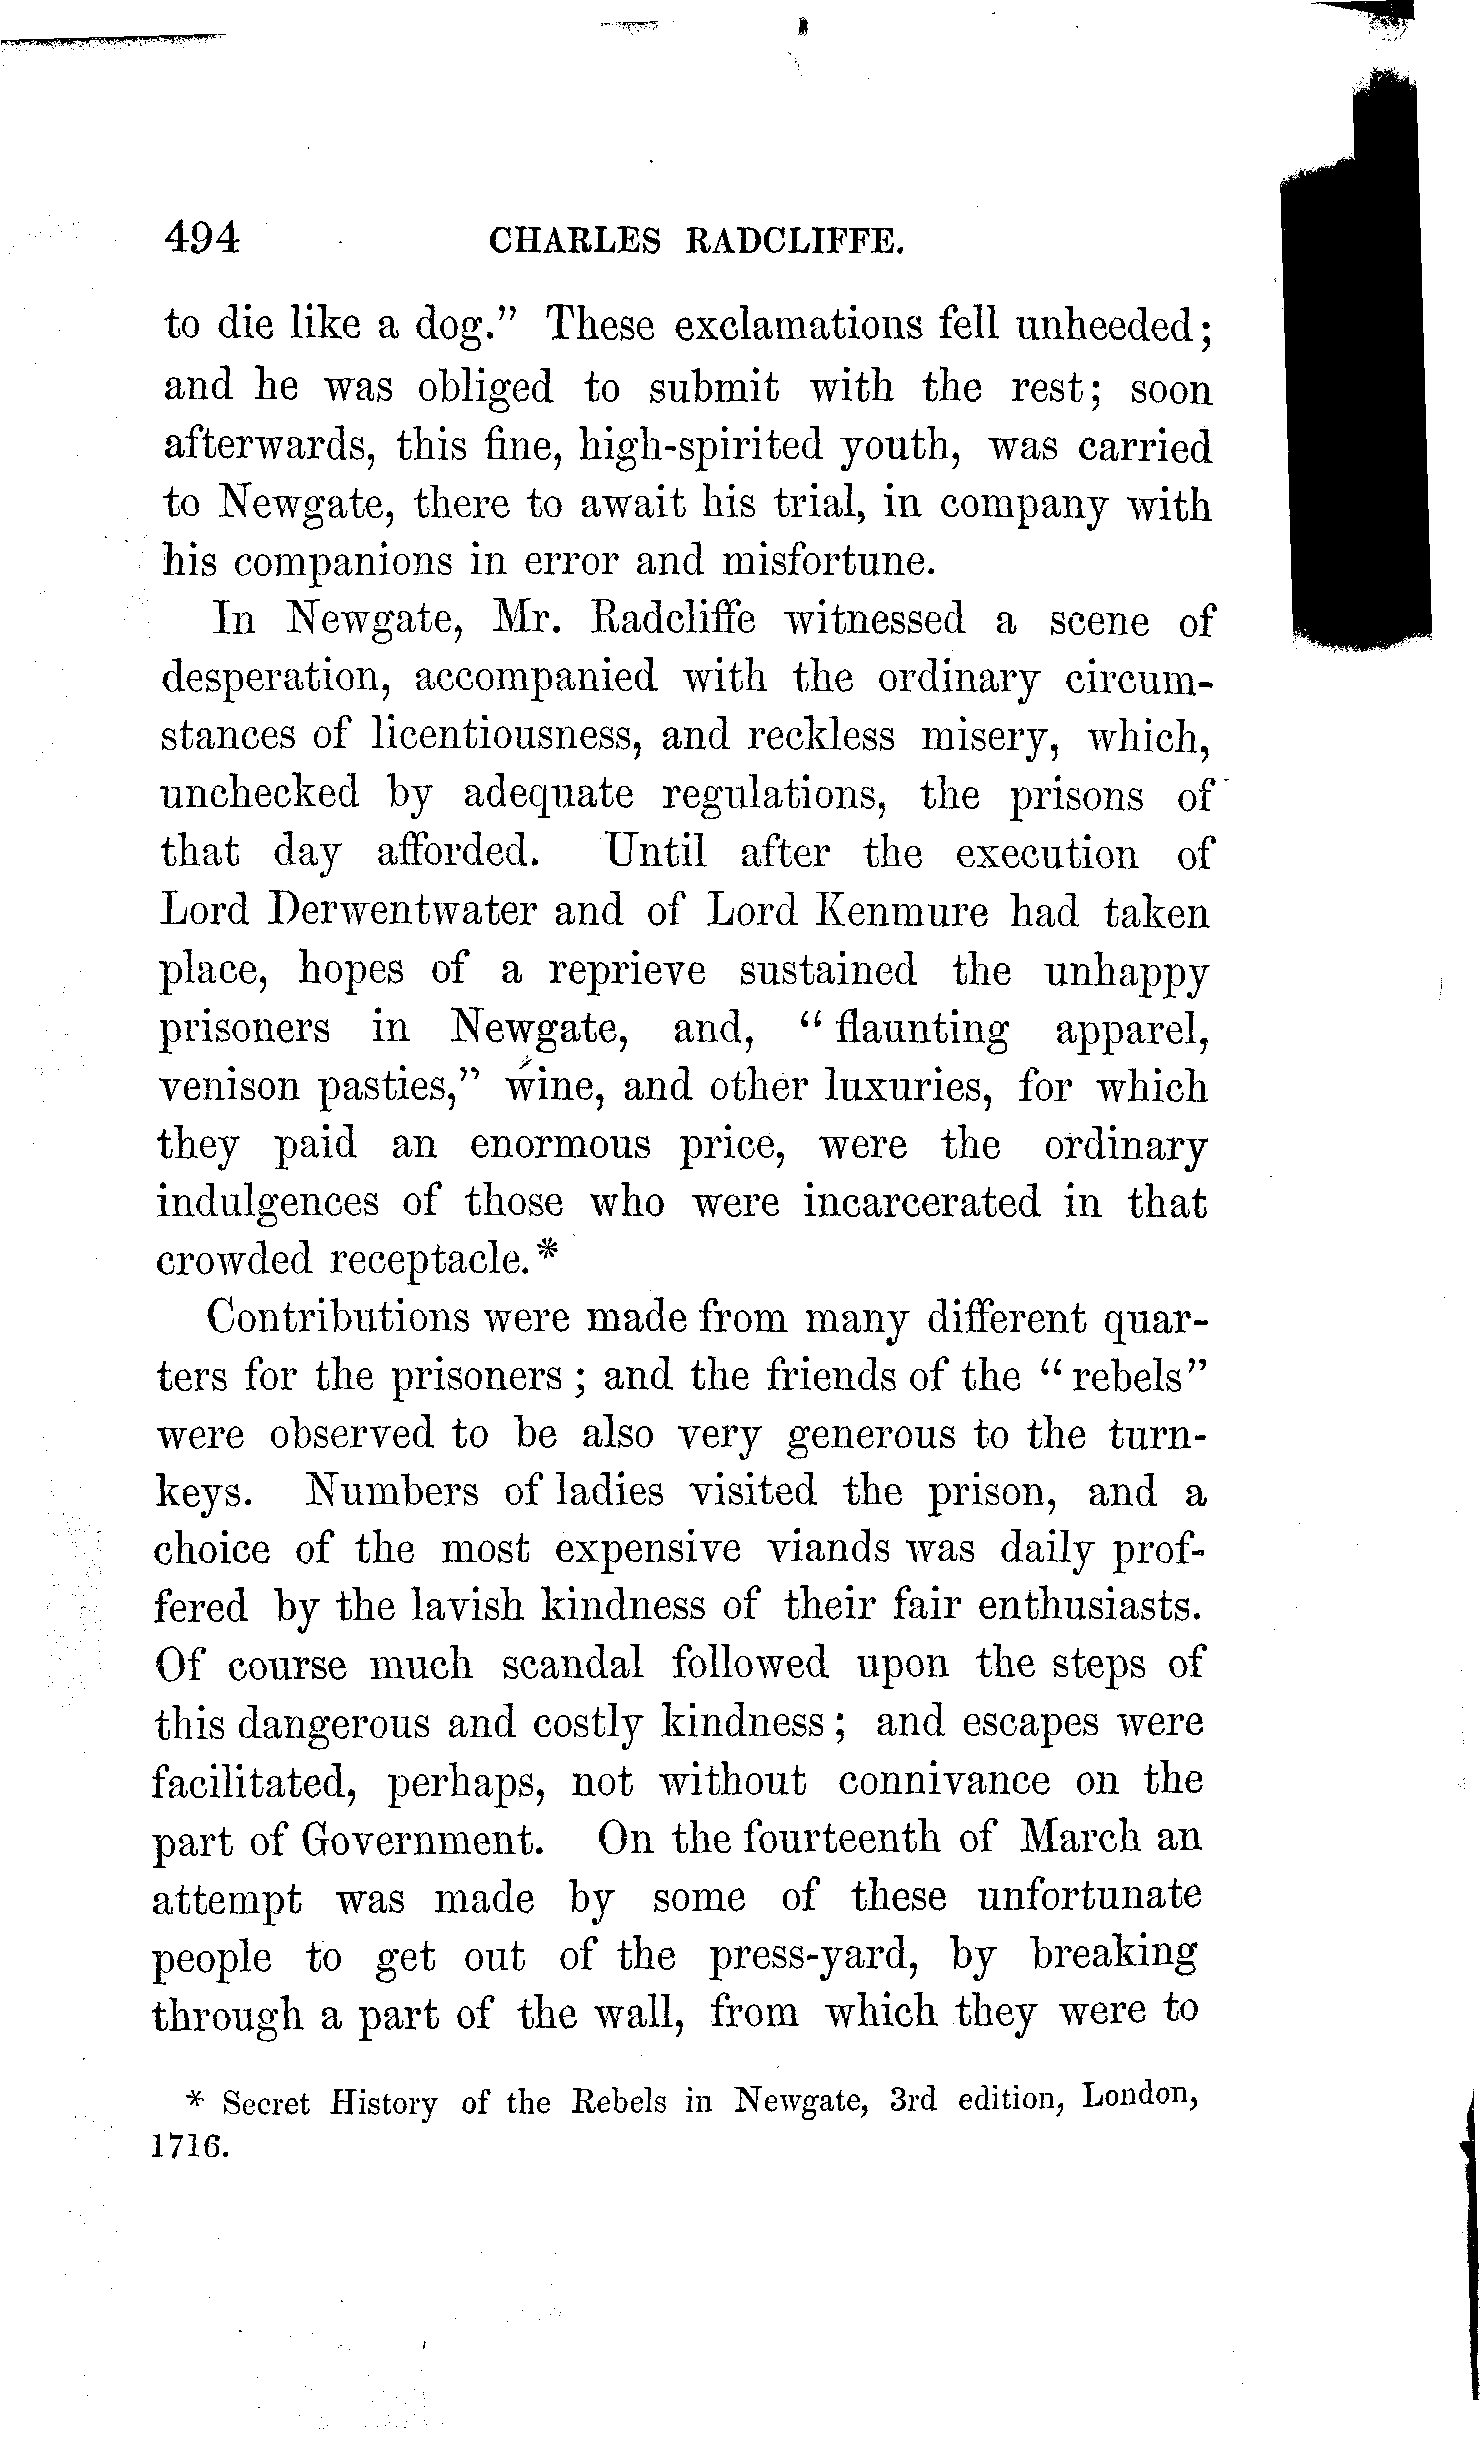 494 CHARLES RADCLIFFE.
to die like a dog." These exclamations fell unheeded;
and he was obliged to submit with the rest; soon
afterwards, this fine, high-spirited youth, was carried
to Newgate, there to await his trial, in company with
his companions in error and misfortune.
In Newgate, Mr. Radcliffe witnessed a scene of
desperation, accompanied with the ordinary circum-
stances of licentiousness, and reckless misery, which,
unchecked by adequate regulations, the prisons of
that day afforded. Until after the execution of
Lord Derwentwater and of Lord Kenmure had taken
place, hopes of a reprieve sustained the unhappy
prisoners in Newgate, and, "flaunting apparel,
venison pasties," wine, and other luxuries, for which
they paid an enormous price, were the ordinary
indulgences of those who were incarcerated in that
crowded receptacle.*
Contributions were made from many different quar-
ters for the prisoners; and the friends of the "rebels"
were observed to be also very generous to the turn-
keys. Numbers of ladies visited the prison, and a
choice of the most expensive viands was daily prof-
fered by the lavish kindness of their fair enthusiasts.
Of course much scandal followed upon the steps of
this dangerous and costly kindness; and escapes were
facilitated, perhaps, not without connivance on the
part of Government. On the fourteenth of March an
attempt was made by some of these unfortunate
people to get out of the press-yard, by breaking
through a part of the wall, from which they were to
* Secret History of the Rebels in Newgate, 3rd edition, London,
1716.